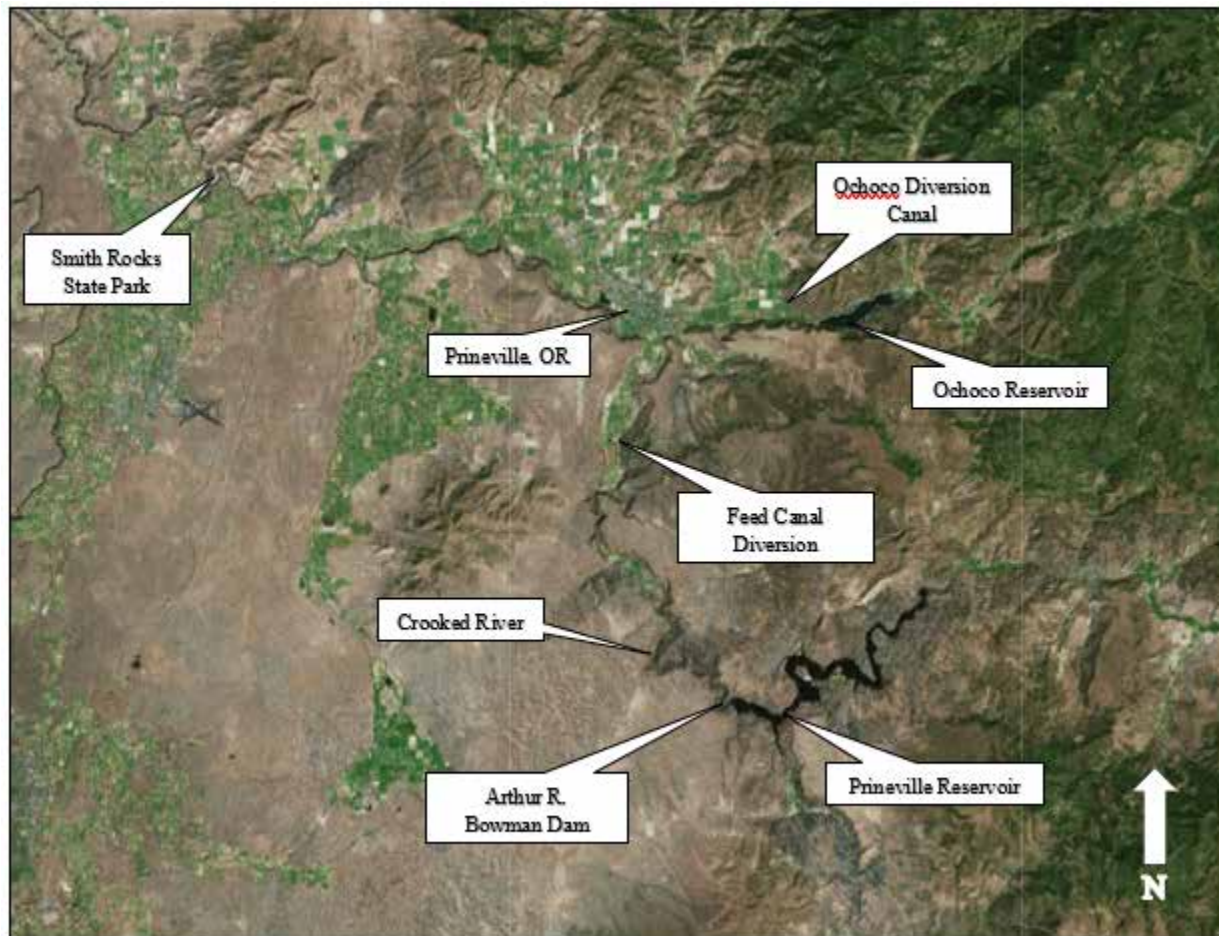 Ochoco Diversion
Canal
Smith Rocks
State Park
Prineville, OR
Ochoco Reservoir
Feed Canal
Diversion
Crooked River
Arthur R.
Bowman Dam
Prineville Reservoir
N